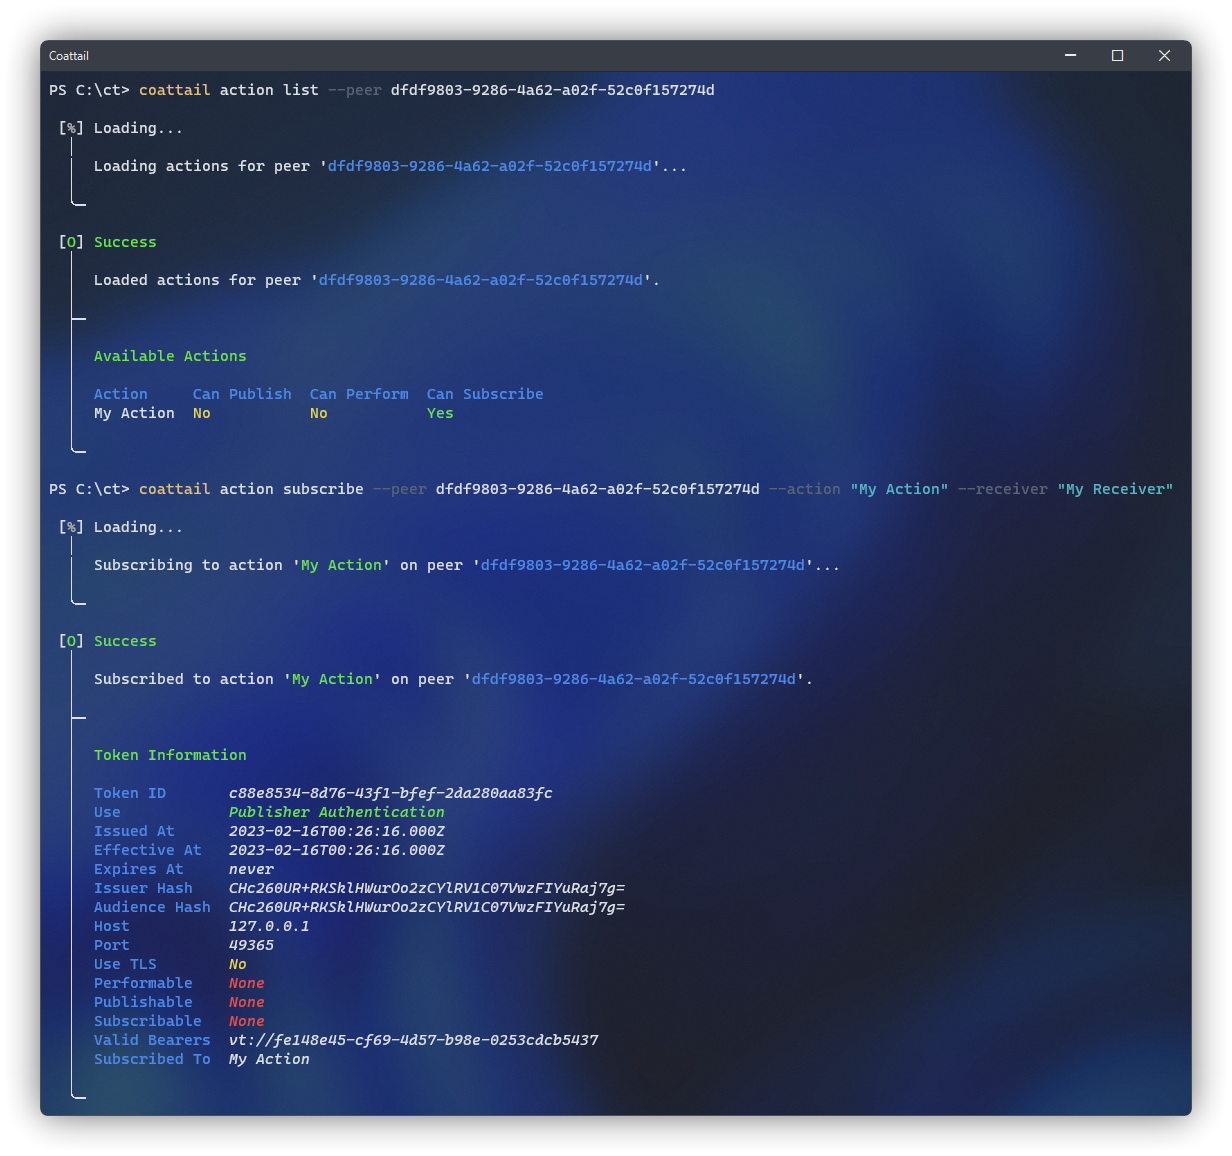 Coattail
PS C:\ct> coattail action list --peer dfdf9803-9286-4a62-a02f-52c0f157274d
[%] Loading...
Loading actions for peer 'dfdf9803-9286-4a62-a02f-52c0f157274d'...
[O] Success
Loaded actions for peer 'dfdf9803-9286-4a62-a02f-52c0f157274d'.
Available Actions
Action Can Publish Can Perform Can Subscribe
My Action No No Yes
PS C:\ct> coattail action subscribe --peer dfdf9803-9286-4a62-a02f-52c0f157274d --action "My Action" --receiver "My Receiver"
[%] Loading...
Subscribing to action 'My Action' on peer 'dfdf9803-9286-4a62-a02f-52c0f157274d'...
[O] Success
Subscribed to action 'My Action' on peer 'dfdf9803-9286-4a62-a02f-52c0f157274d'.
Token Information
Token ID c88e8534-8d76-43f1-bfef-2da280aa83fc
Use Publisher Authentication
Issued At 2023-02-16T00:26:16.000Z
Effective At 2023-02-16T00:26:16.000Z
Expires At never
Issuer Hash CHc260UR+RKSklHWurOo2zCYlRV1C07VwzFIYuRaj7g=
Audience Hash CHc260UR+RKSklHWurOo2zCYlRV1C07VwzFIYuRaj7g=
Host 127.0.0.1
Port 49365
Use TLS No
Performable None
Publishable None
Subscribable None
Valid Bearers vt://fe148e45-cf69-4d57-b98e-0253cdcb5437
Subscribed To My Action